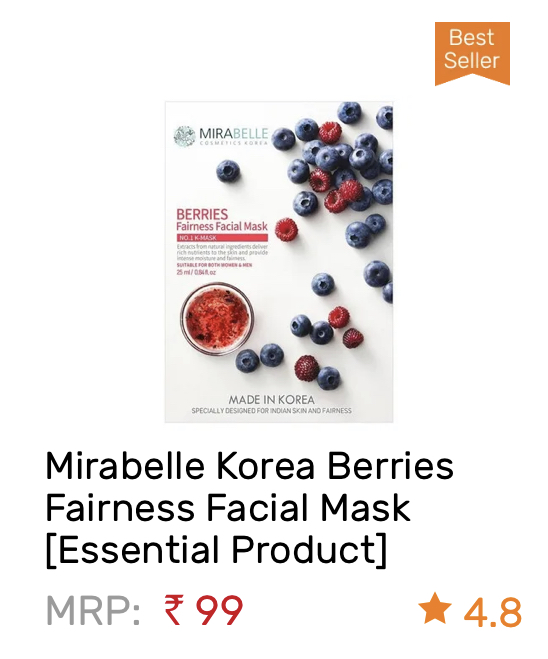 Best
Seller
MIRABELLE
COSMETICS KOREA
BERRIES
Fairness Facial Mask
NO.1 K-MASK
Extracts from natural ingredients deliver
rich nutrients to the skin and provide
intense moisture and fairness.
SUITABLE FOR BOTH WOMEN & MEN
25 ml / 0.84 fl.oz
MADE IN KOREA
SPECIALLY DESIGNED FOR INDIAN SKIN AND FAIRNESS
Mirabelle Korea Berries
Fairness Facial Mask
[Essential Product]
MRP: ₹ 99
4.8